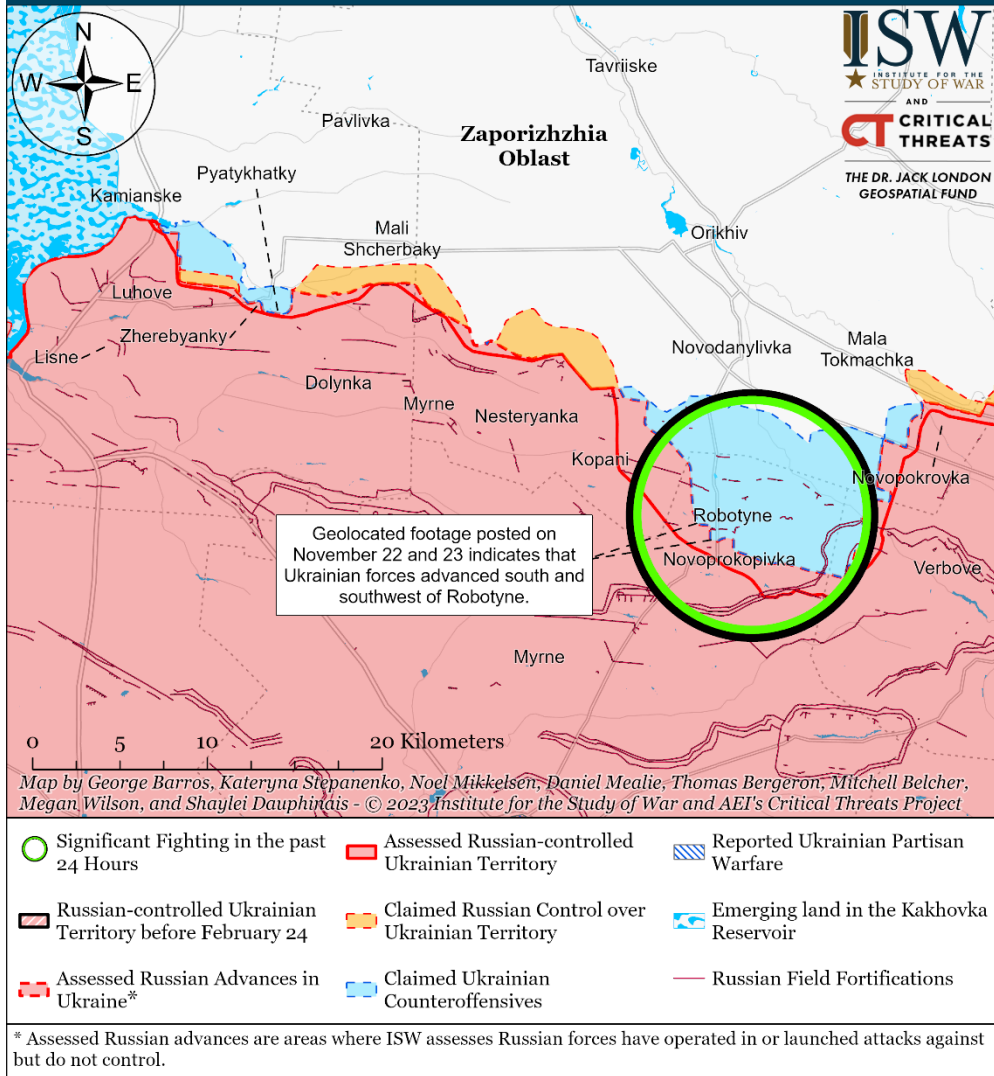 N
W E
S
ISW
INSTITUTE FOR THE
STUDY OF WAR
AND
CT CRITICAL
THREATS
THE DR. JACK LONDON
GEOSPATIAL FUND
Tavriiske
Pavlivka
Zaporizhzhia
Oblast
Pyatykhatky
Kamianske
Mali
Shcherbaky
Orikhiv
Luhove
Zherebyanky
Lisne
Dolynka
Myrne
Nesteryanka
Novodanylivka
Mala
Tokmachka
Kopani
Novopokrovka
Robotyne
Novoprokopivka
Verbove
Geolocated footage posted on
November 22 and 23 indicates that
Ukrainian forces advanced south and
southwest of Robotyne.
Myrne
0 5 10 20 Kilometers
Map by George Barros, Kateryna Stepanenko, Noel Mikkelsen, Daniel Mealie, Thomas Bergeron, Mitchell Belcher,
Megan Wilson, and Shaylei Dauphinais - © 2023 Institute for the Study of War and AEI's Critical Threats Project
Significant Fighting in the past
24 Hours
Russian-controlled Ukrainian
Territory before February 24
Assessed Russian Advances in
Ukraine*
Assessed Russian-controlled
Ukrainian Territory
Claimed Russian Control over
Ukrainian Territory
Claimed Ukrainian
Counteroffensives
Reported Ukrainian Partisan
Warfare
Emerging land in the Kakhovka
Reservoir
Russian Field Fortifications
* Assessed Russian advances are areas where ISW assesses Russian forces have operated in or launched attacks against
but do not control.